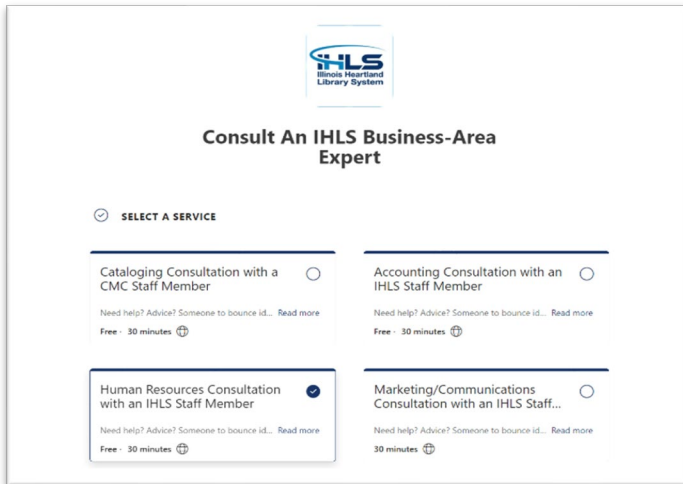 iHLS
Illinois Heartland
Library System
Consult An IHLS Business-Area
Expert
SELECT A SERVICE
Cataloging Consultation with a
CMC Staff Member
Need help? Advice? Someone to bounce id... Read more
Free · 30 minutes
Accounting Consultation with an
IHLS Staff Member
Need help? Advice? Someone to bounce id... Read more
Free · 30 minutes
Human Resources Consultation
with an IHLS Staff Member
Need help? Advice? Someone to bounce id... Read more
Free · 30 minutes
Marketing/Communications
Consultation with an IHLS Staff...
Need help? Advice? Someone to bounce id... Read more
30 minutes